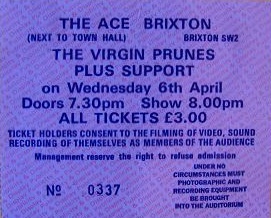 THE ACE BRIXTON
(NEXT TO TOWN HALL) BRIXTON SW2
THE VIRGIN PRUNES
PLUS SUPPORT
on Wednesday 6th April
Doors 7.30pm Show 8.00pm
ALL TICKETS £3.00
TICKET HOLDERS CONSENT TO THE FILMING OF VIDEO, SOUND
RECORDING OF THEMSELVES AS MEMBERS OF THE AUDIENCE
Management reserve the right to refuse admission
Nº 0337
UNDER NO
CIRCUMSTANCES MUST
PHOTOGRAPHIC AND
RECORDING EQUIPMENT
BE BROUGHT
INTO THE AUDITORIUM